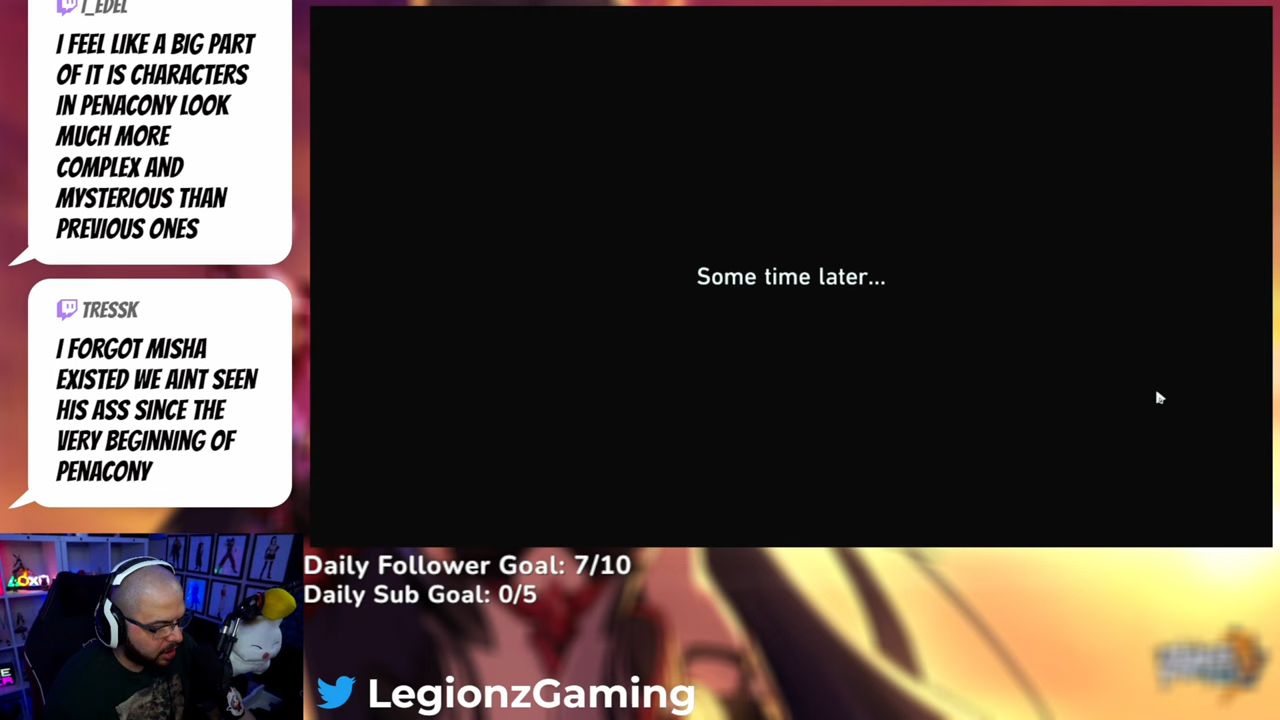 I_EDEL
I FEEL LIKE A BIG PART
OF IT IS CHARACTERS
IN PENACONY LOOK
MUCH MORE
COMPLEX AND
MYSTERIOUS THAN
PREVIOUS ONES
TRESSK
I FORGOT MISHA
EXISTED WE AINT SEEN
HIS ASS SINCE THE
VERY BEGINNING OF
PENACONY
Some time later...
Daily Follower Goal: 7/10
Daily Sub Goal: 0/5
LegionzGaming